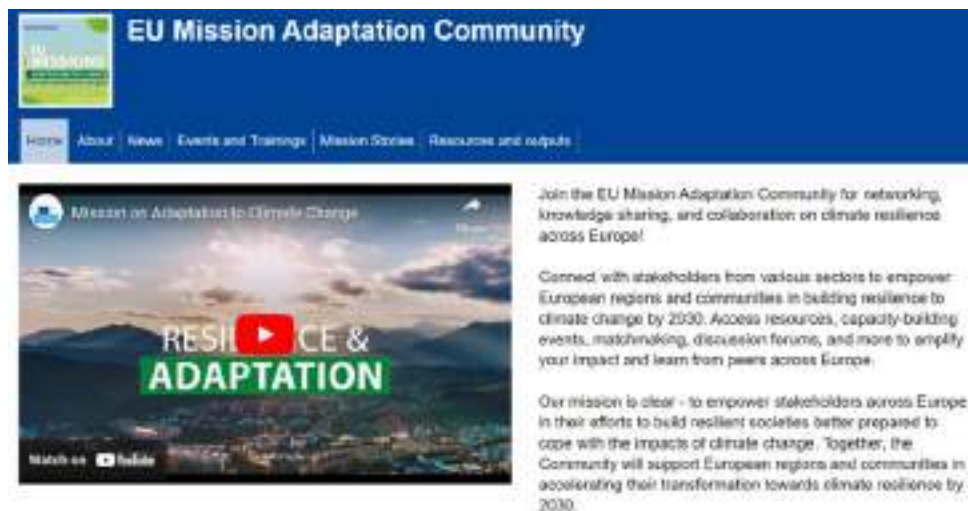 EU Mission Adaptation Community
EU
MISSIONS
Home
About
News
Events and Trainings
Mission Stories
Resources and outputs
Mission on Adaptation to Climate Change
RESILIENCE &
ADAPTATION
Watch on YouTube
Join the EU Mission Adaptation Community for networking,
knowledge sharing, and collaboration on climate resilience
across Europe!
Connect with stakeholders from various sectors to empower
European regions and communities in building resilience to
climate change by 2030. Access resources, capacity-building
events, matchmaking, discussion forums, and more to amplify
your impact and learn from peers across Europe.
Our mission is clear - to empower stakeholders across Europe
in their efforts to build resilient societies better prepared to
cope with the impacts of climate change. Together, the
Community will support European regions and communities in
accelerating their transformation towards climate resilience by
2030.